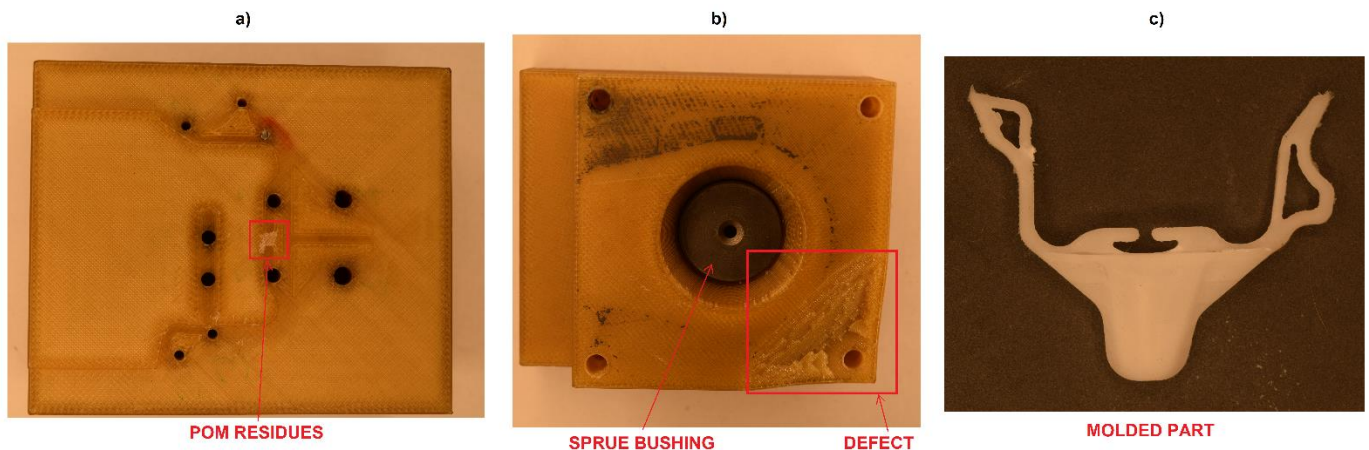 a)
b)
c)
POM RESIDUES
SPRUE BUSHING
DEFECT
MOLDED PART